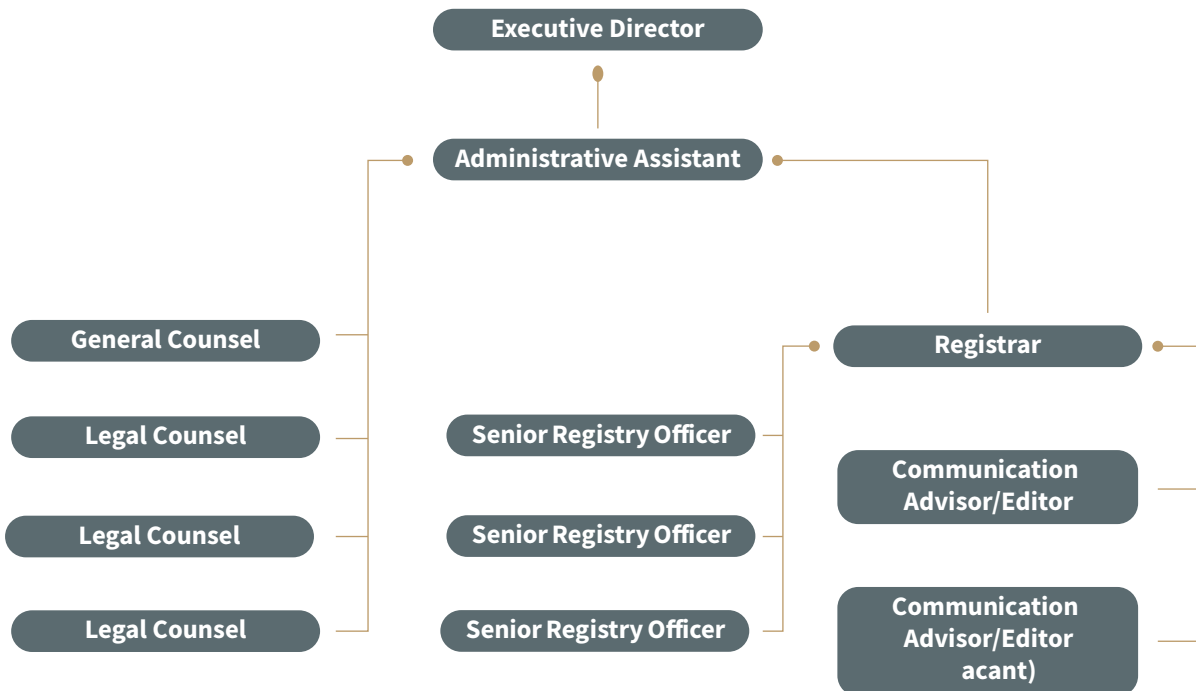 Executive Director
Administrative Assistant
General Counsel
Legal Counsel
Legal Counsel
Legal Counsel
Senior Registry Officer
Senior Registry Officer
Senior Registry Officer
Registrar
Communication
Advisor/Editor
Communication
Advisor/Editor
acant)